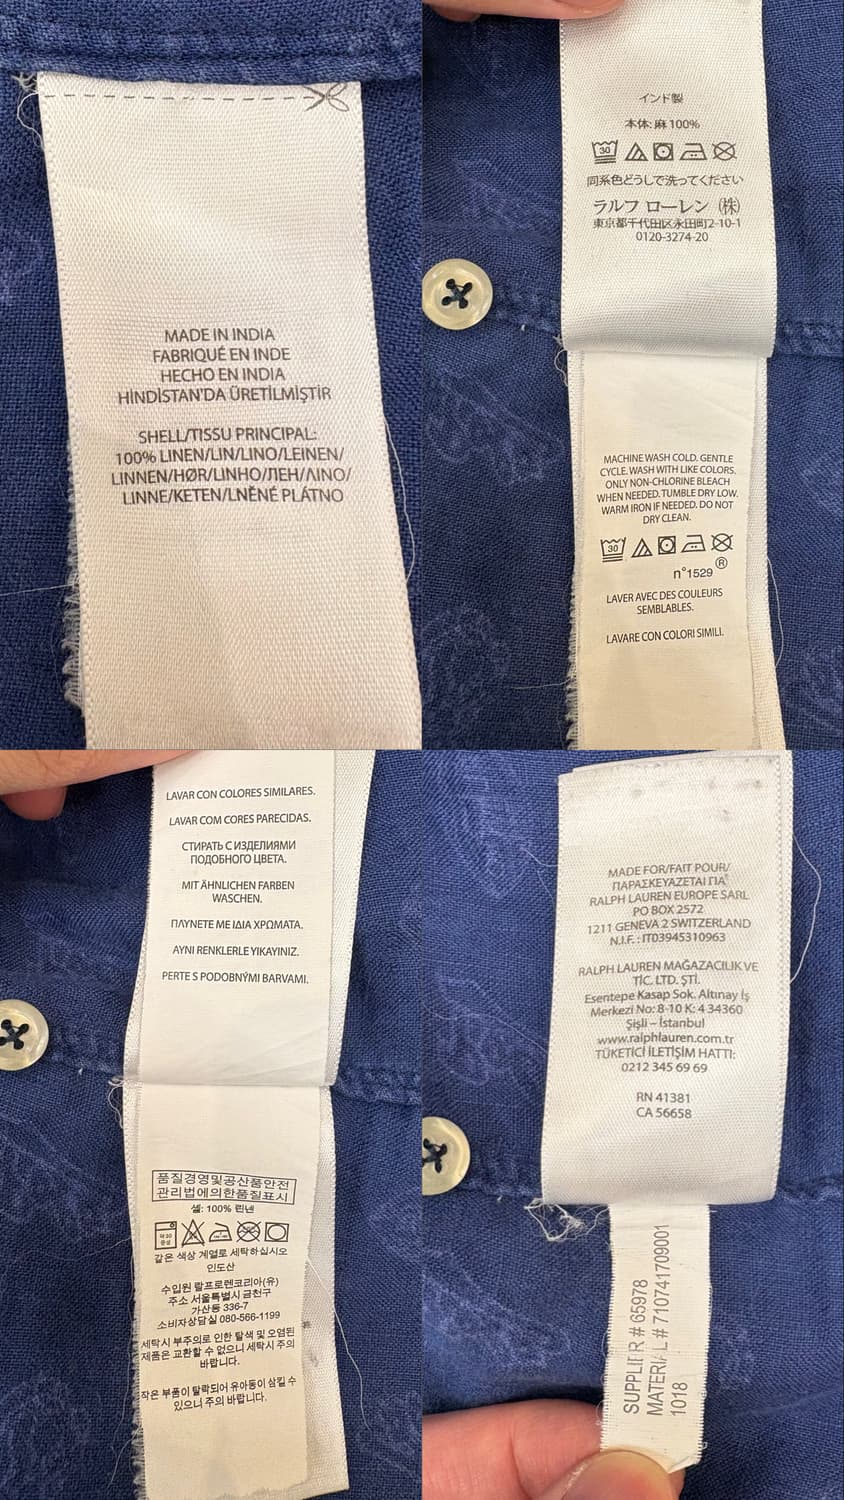 MADE IN INDIA
FABRIQUÉ EN INDE
HECHO EN INDIA
HİNDİSTAN'DA ÜRETİLMİŞTİR
SHELL/TISSU PRINCIPAL:
100% LINEN/LIN/LINO/LEINEN/
LINNEN/HØR/LINHO/ЛЕН/ΛΙΝΟ/
LINNE/KETEN/LNĚNÉ PLÁTNO
インド製
本体: 麻 100%
30
同系色どうしで洗ってください
ラルフ ローレン (株)
東京都千代田区永田町2-10-1
0120-3274-20
MACHINE WASH COLD. GENTLE
CYCLE. WASH WITH LIKE COLORS.
ONLY NON-CHLORINE BLEACH
WHEN NEEDED. TUMBLE DRY LOW.
WARM IRON IF NEEDED. DO NOT
DRY CLEAN.
30
n°1529 ®
LAVER AVEC DES COULEURS
SEMBLABLES.
LAVARE CON COLORI SIMILI.
LAVAR CON COLORES SIMILARES.
LAVAR COM CORES PARECIDAS.
СТИРАТЬ С ИЗДЕЛИЯМИ
ПОДОБНОГО ЦВЕТА.
MIT ÄHNLICHEN FARBEN
WASCHEN.
ΠΛΥΝΕΤΕ ΜΕ ΙΔΙΑ ΧΡΩΜΑΤΑ.
AYNI RENKLERLE YIKAYINIZ.
PERTE S PODOBNÝMI BARVAMI.
품질경영및공산품안전
관리법에의한품질표시
셀: 100% 린넨
같은 색상 계열로 세탁하십시오
인도산
수입원 랄프로렌코리아(유)
주소 서울특별시 금천구
가산동 336-7
소비자상담실 080-566-1199
세탁시 부주의로 인한 탈색 및 오염된
제품은 교환할 수 없으니 세탁시 주의
바랍니다.
작은 부품이 탈락되어 유아동이 삼킬 수
있으니 주의 바랍니다.
MADE FOR/FAIT POUR/
ΠΑΡΑΣΚΕΥΑΖΕΤΑΙ ΓΙΑ
RALPH LAUREN EUROPE SARL
PO BOX 2572
1211 GENEVA 2 SWITZERLAND
N.I.F. : IT03945310963
RALPH LAUREN MAĞAZACILIK VE
TİC. LTD. ŞTİ.
Esentepe Kasap Sok. Altınay İş
Merkezi No: 8-10 K: 4 34360
Şişli – İstanbul
www.ralphlauren.com.tr
TÜKETİCİ İLETİŞİM HATTI:
0212 345 69 69
RN 41381
CA 56658
SUPPLIER # 65978
MATERIAL # 710741709001
1018